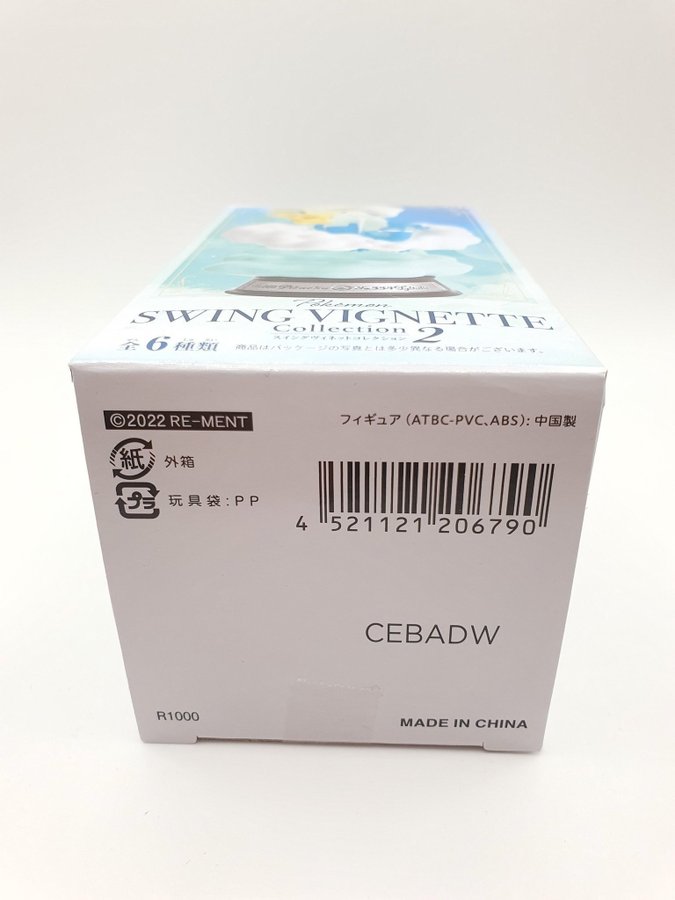 Pokémon
SWING VIGNETTE
Collection 2
スイングヴィネットコレクション
全6種類
商品はパッケージの写真とは多少異なる場合がございます。
©2022 RE-MENT
フィギュア (ATBC-PVC、ABS): 中国製
紙 外箱
プラ 玩具袋: PP
4 521121 206790
CEBADW
R1000
MADE IN CHINA